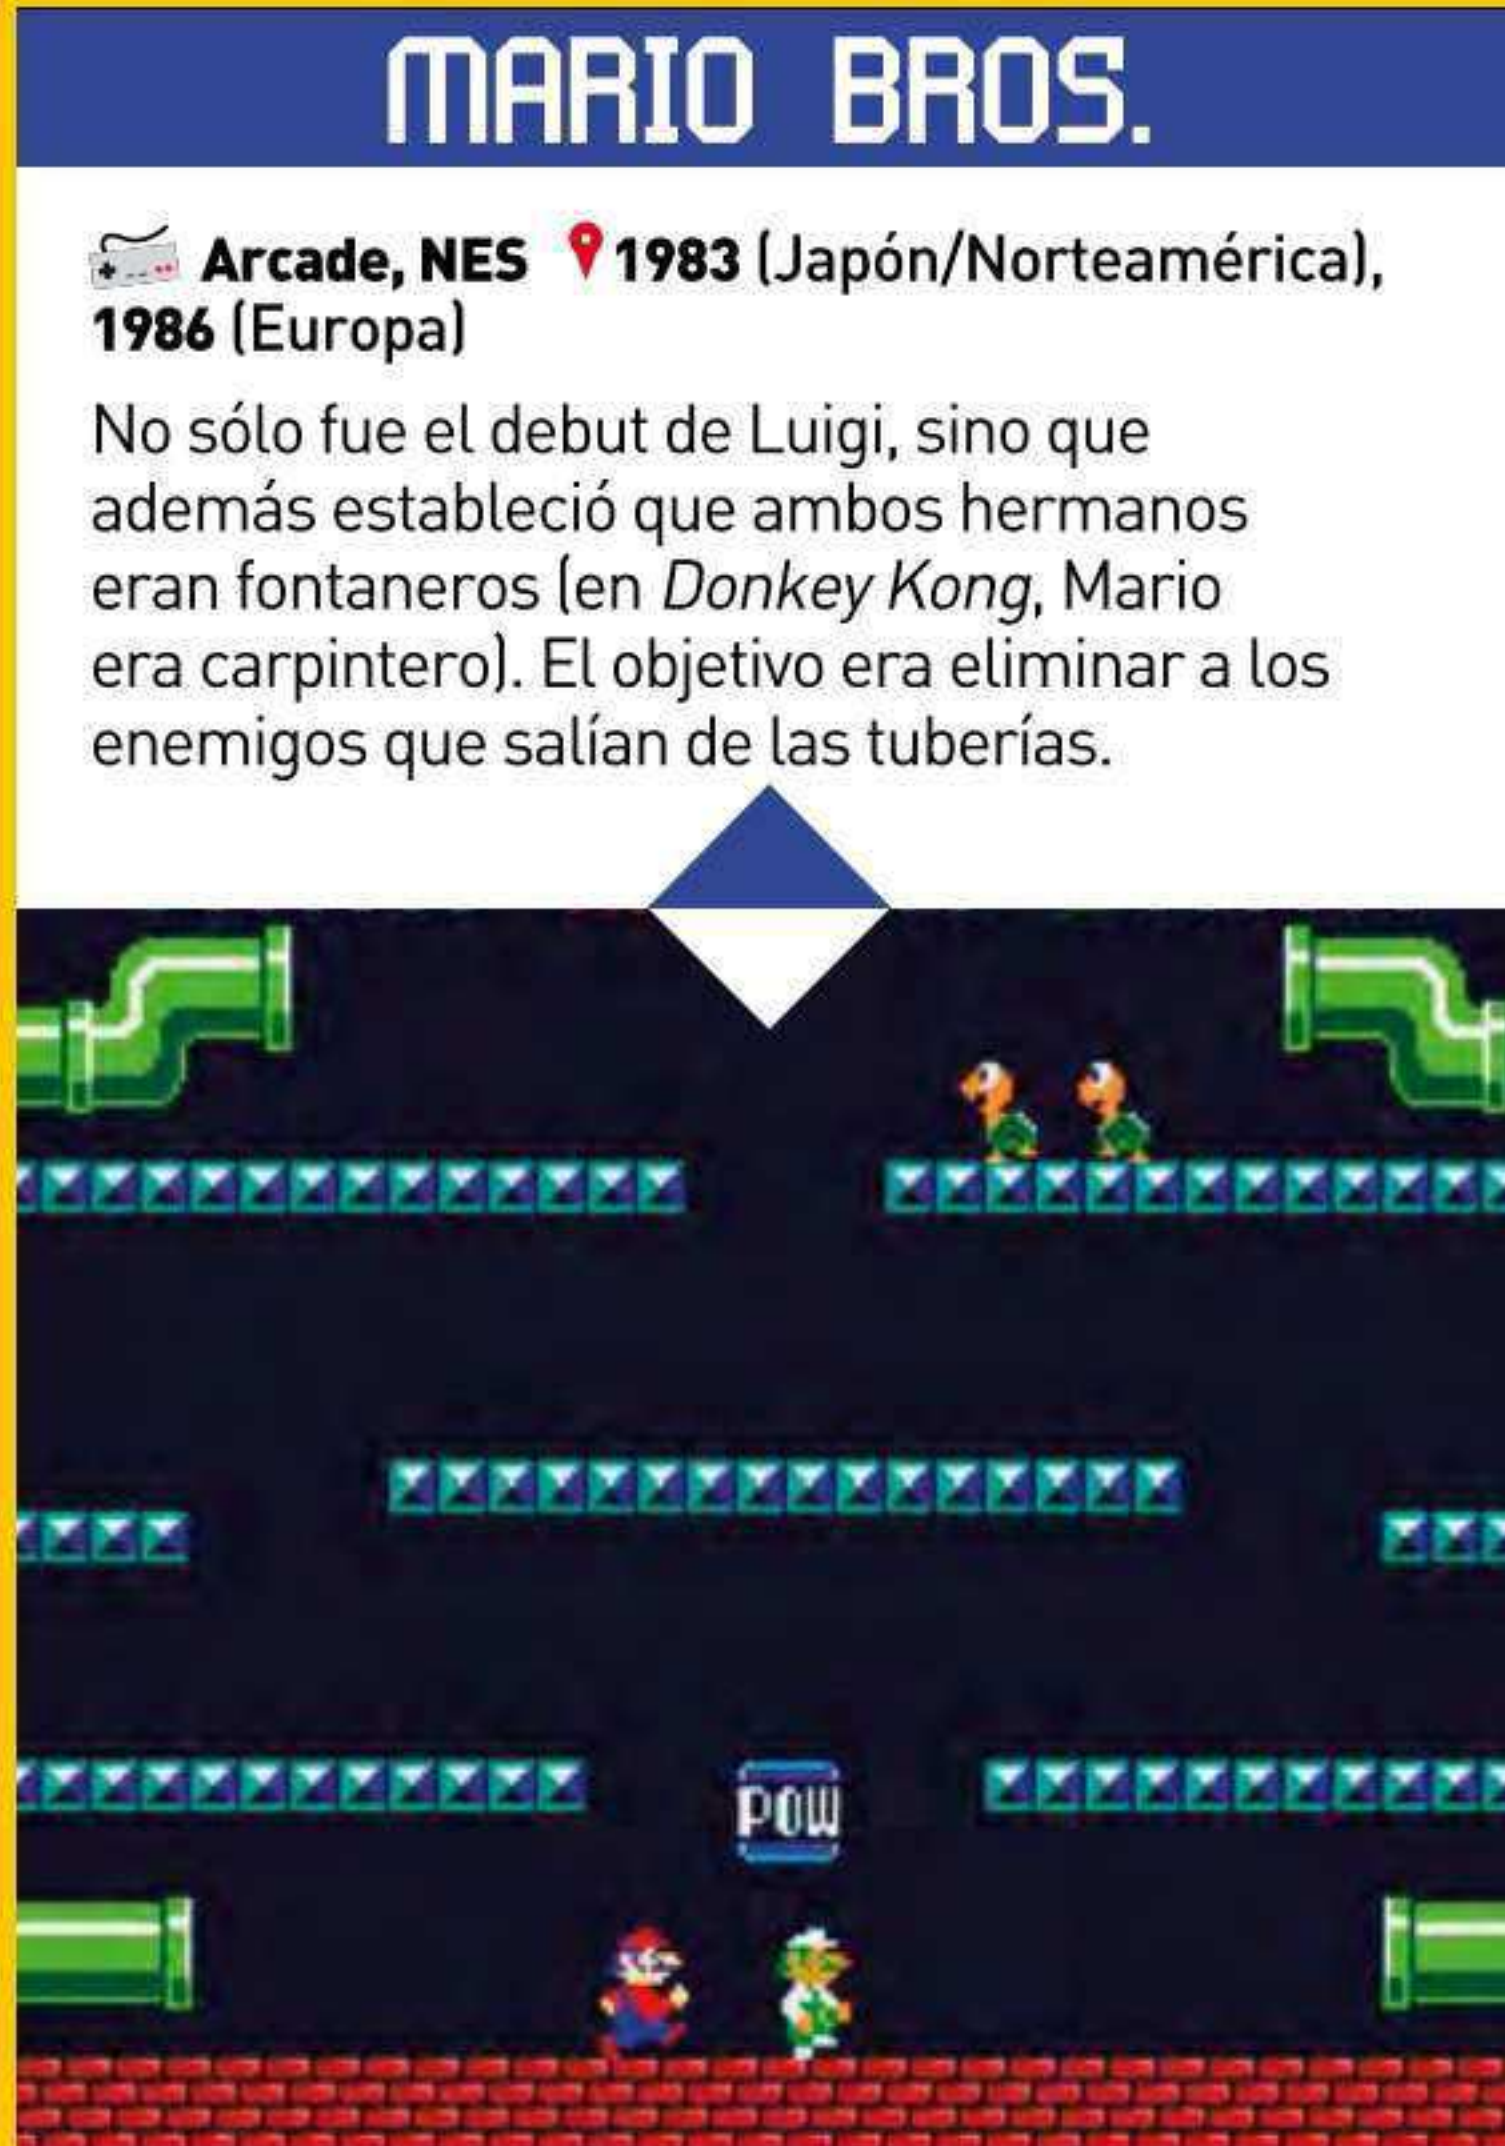 MARIO BROS.
Arcade, NES 1983 (Japón/Norteamérica),
1986 (Europa)
No sólo fue el debut de Luigi, sino que
además estableció que ambos hermanos
eran fontaneros (en Donkey Kong, Mario
era carpintero). El objetivo era eliminar a los
enemigos que salían de las tuberías.
POW